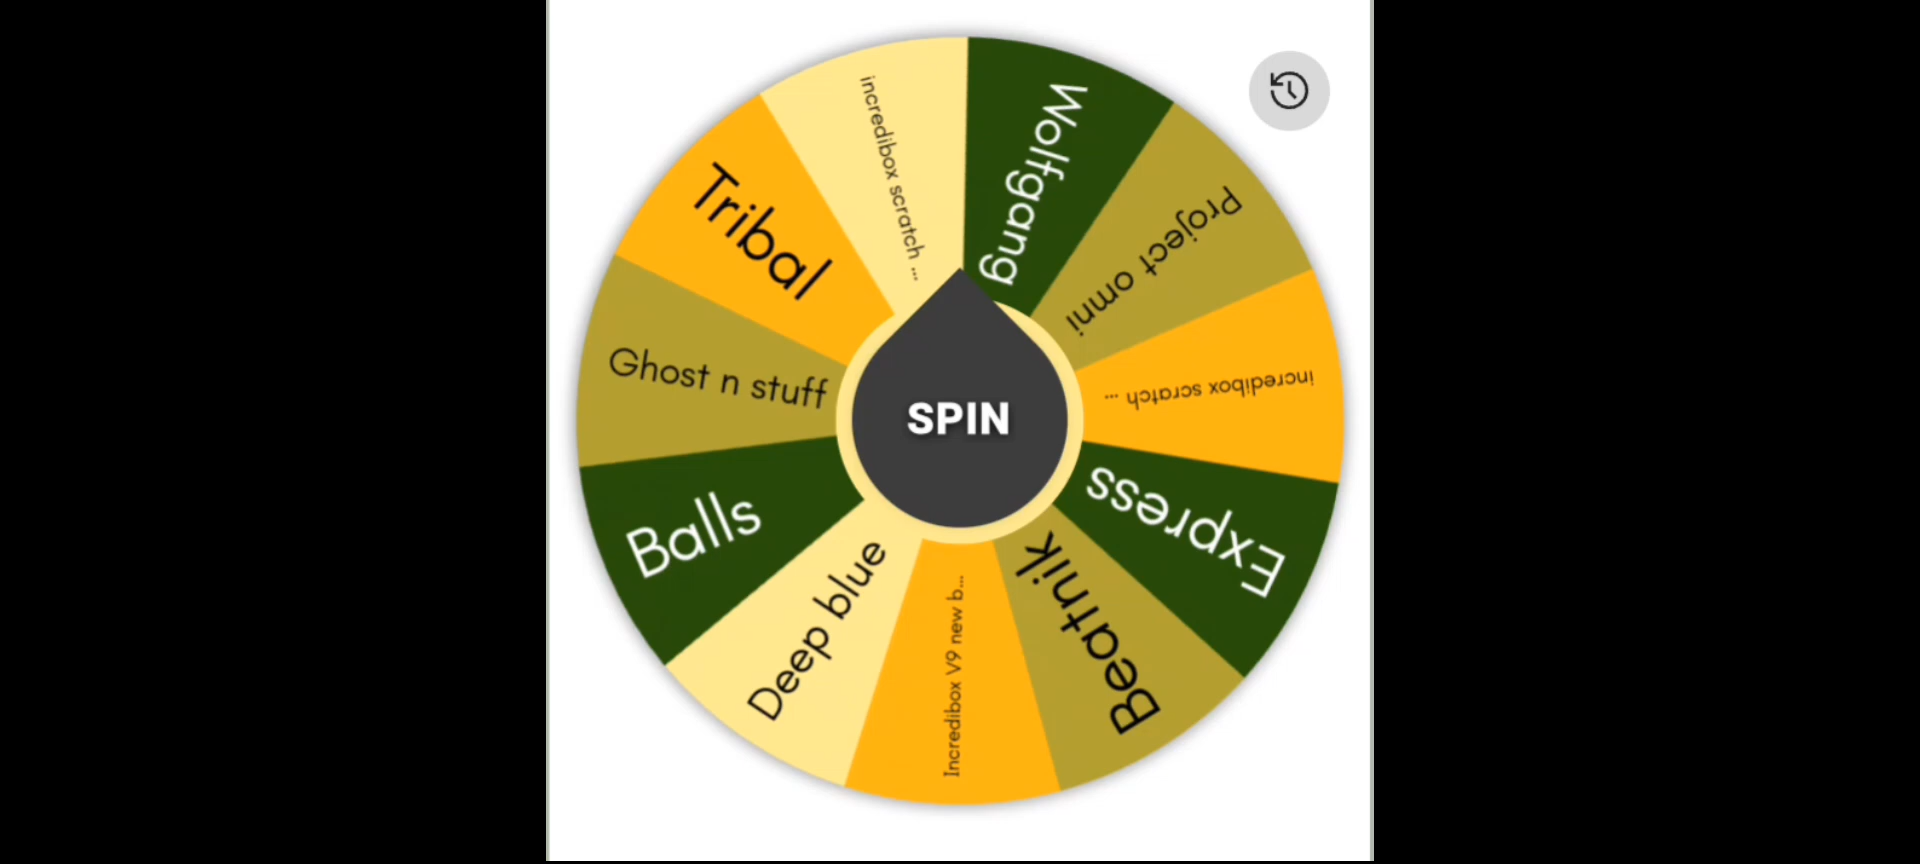 Wolfgang
Project omni
incredibox scratch ...
Express
Beatnik
Incredibox V9 new b...
Deep blue
Balls
Ghost n stuff
Tribal
incredibox scratch ...
SPIN